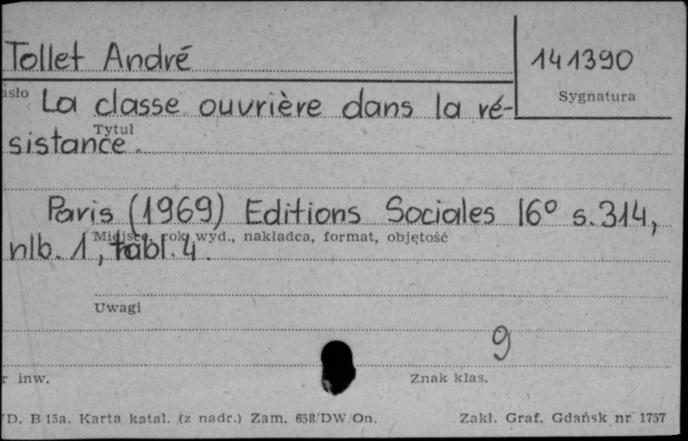 Tollet André
141390
asło
Sygnatura
La classe ouvrière dans la ré-
Tytuł
sistance.
Paris (1969) Editions Sociales 16° s.314,
Miejsce, rok wyd., nakładca, format, objętość
nlb. 1, tabl. 4.
Uwagi
9
r inw.
Znak klas.
D. B 15a. Karta katal. (z nadr.) Zam. 658/DW/On.
Zakł. Graf. Gdańsk nr 1757